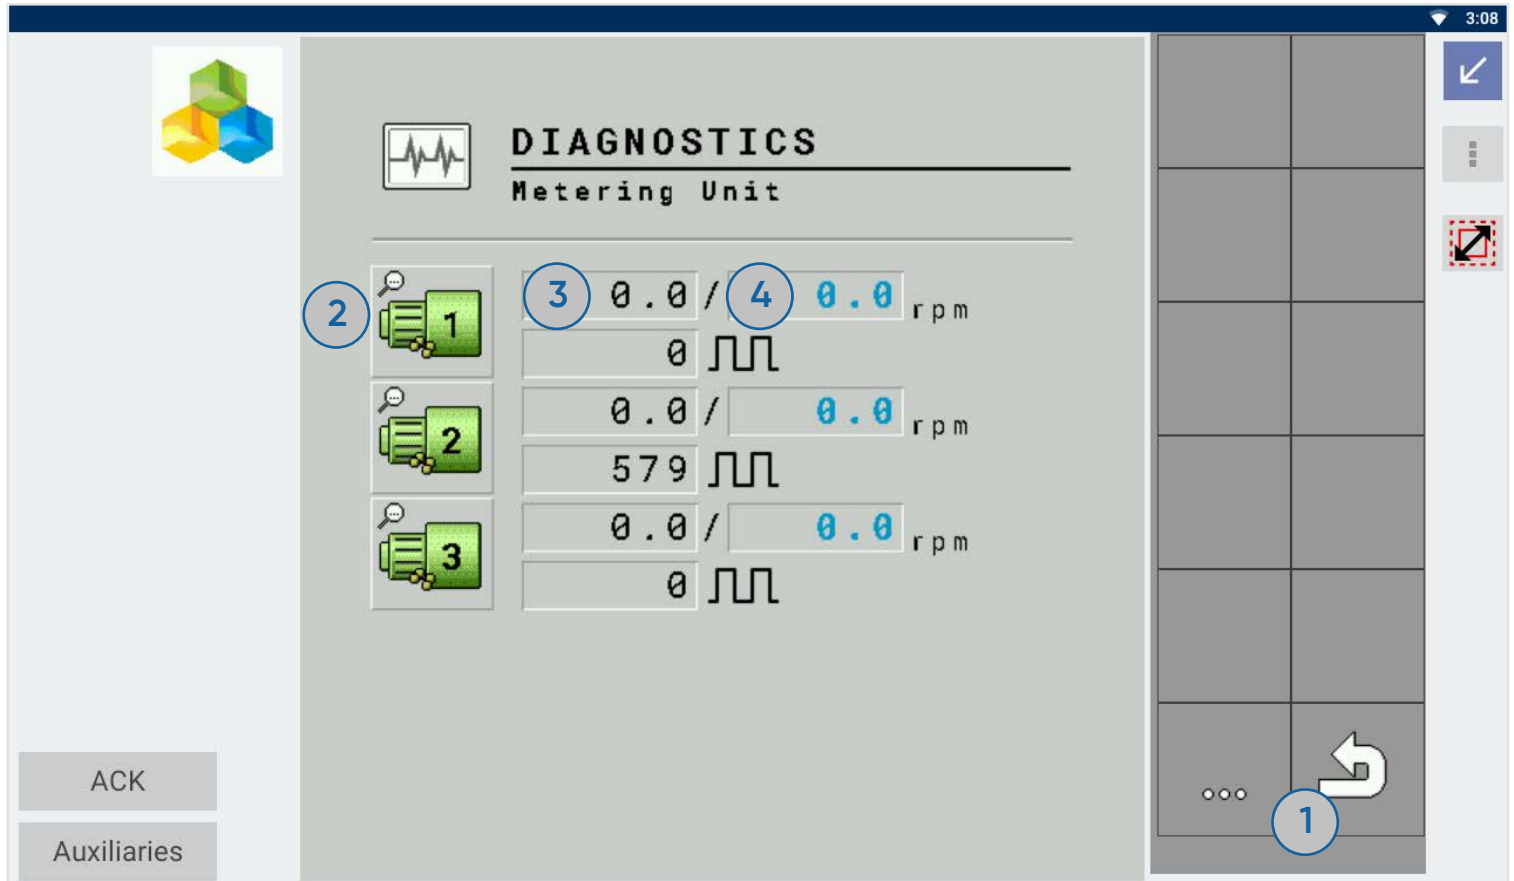 3:08
DIAGNOSTICS
Metering Unit
2 1 3 0.0 / 4 0.0 rpm
0
2 0.0 / 0.0 rpm
579
3 0.0 / 0.0 rpm
0
ACK
1
Auxiliaries